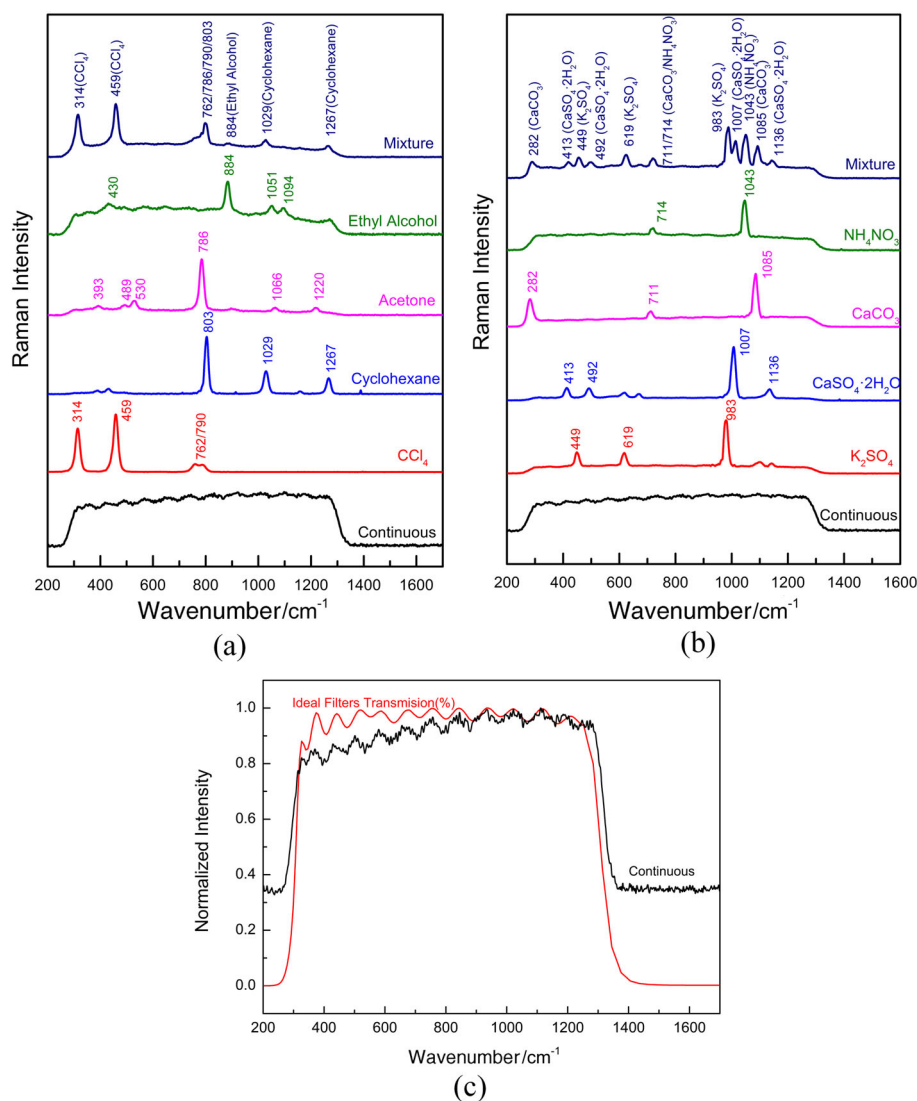 314(CCl4)
459(CCl4)
762/786/790/803
884(Ethyl Alcohol)
1029(Cyclohexane)
1267(Cyclohexane)
Mixture
430
884
1051
1094
Ethyl Alcohol
393
489
530
786
1066
1220
Acetone
803
1029
1267
Cyclohexane
314
459
762/790
CCl4
Continuous
Raman Intensity
200 400 600 800 1000 1200 1400 1600
Wavenumber/cm-1
(a)
282 (CaCO3)
413 (CaSO4·2H2O)
449 (K2SO4)
492 (CaSO4·2H2O)
619 (K2SO4)
711/714 (CaCO3/NH4NO3)
983 (K2SO4)
1007 (CaSO4·2H2O)
1043 (NH4NO3)
1085 (CaCO3)
1136 (CaSO4·2H2O)
Mixture
714
1043
NH4NO3
282
711
1085
CaCO3
413
492
1007
1136
CaSO4·2H2O
449
619
983
K2SO4
Continuous
Raman Intensity
200 400 600 800 1000 1200 1400 1600
Wavenumber/cm-1
(b)
Ideal Filters Transmision(%)
Continuous
Normalized Intensity
1.0
0.8
0.6
0.4
0.2
0.0
200 400 600 800 1000 1200 1400 1600
Wavenumber/cm-1
(c)